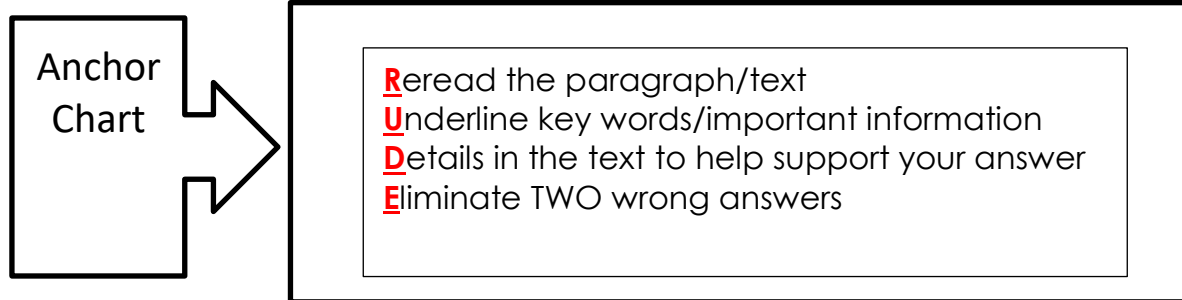 Anchor
Chart
Reread the paragraph/text
Underline key words/important information
Details in the text to help support your answer
Eliminate TWO wrong answers